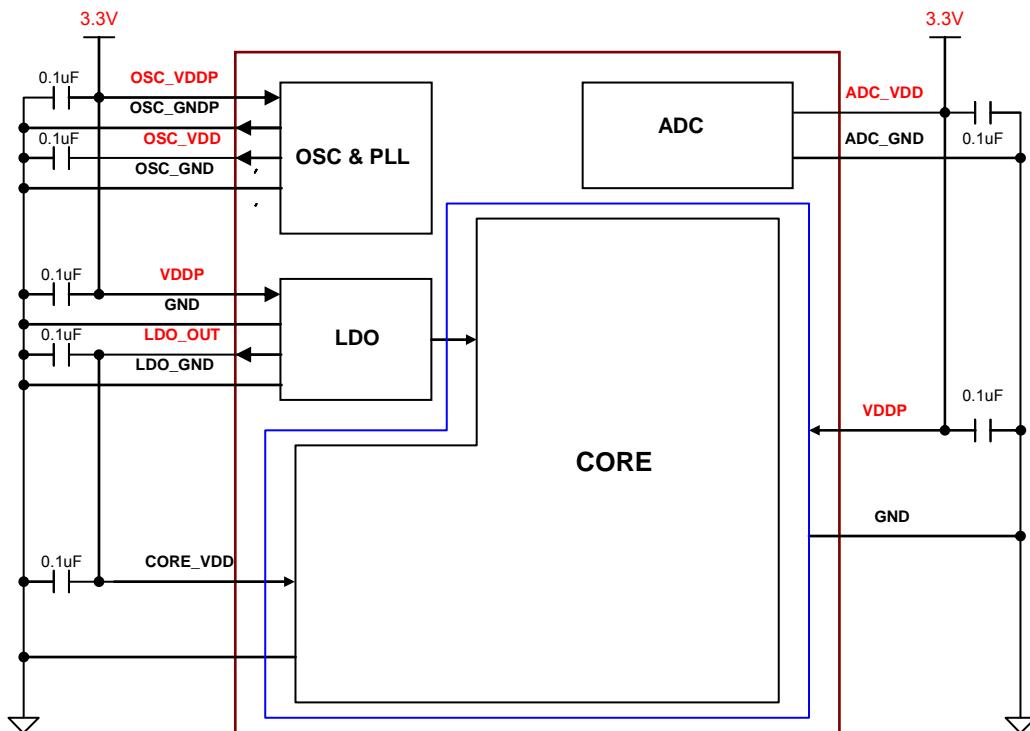 3.3V
3.3V
0.1uF
OSC_VDDP
OSC_GNDP
0.1uF
OSC_VDD
OSC_GND
OSC & PLL
ADC
ADC_VDD
ADC_GND
0.1uF
0.1uF
VDDP
GND
0.1uF
LDO_OUT
LDO_GND
LDO
0.1uF
VDDP
CORE
GND
0.1uF
CORE_VDD